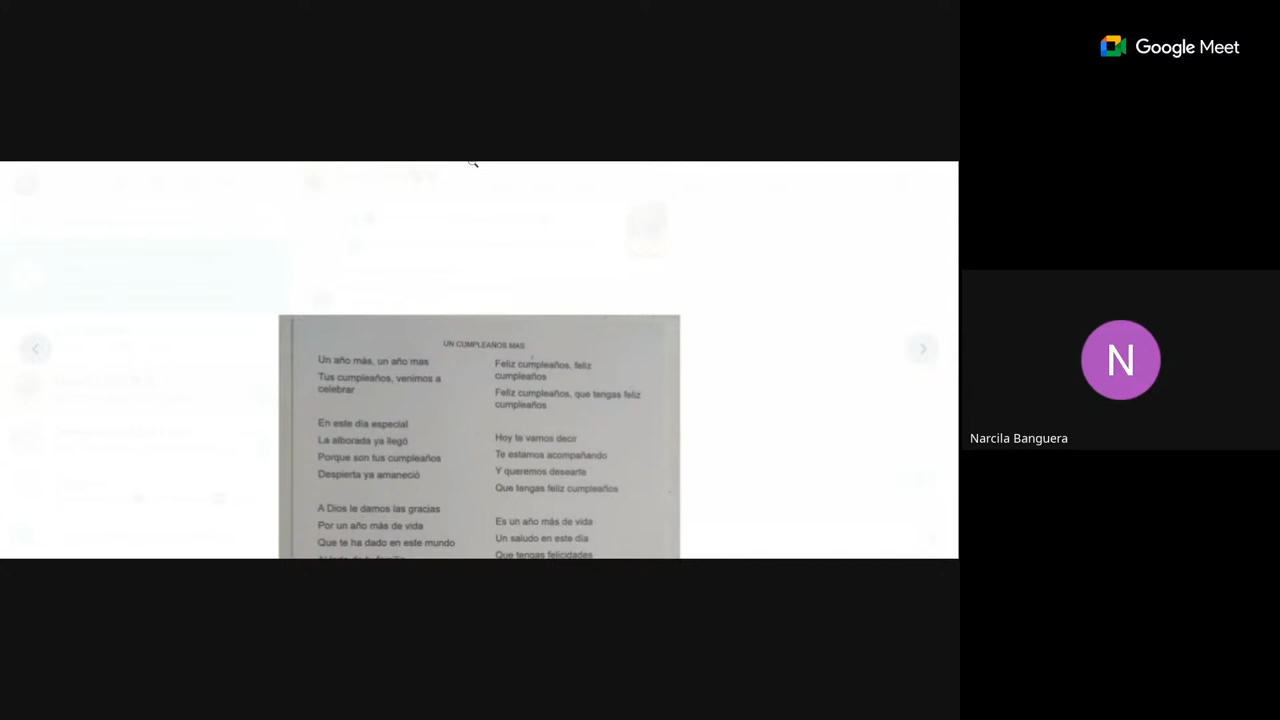 Google Meet
UN CUMPLEAÑOS MAS
Un año más, un año mas
Tus cumpleaños, venimos a
celebrar
En este día especial
La alborada ya llegó
Porque son tus cumpleaños
Despierta ya amaneció
A Dios le damos las gracias
Por un año más de vida
Que te ha dado en este mundo
Feliz cumpleaños, feliz
cumpleaños
Feliz cumpleaños, que tengas feliz
cumpleaños
Hoy te vamos decir
Te estamos acompañando
Y queremos desearte
Que tengas feliz cumpleaños
Es un año más de vida
Un saludo en este día
Que tengas felicidades
N
Narcila Banguera